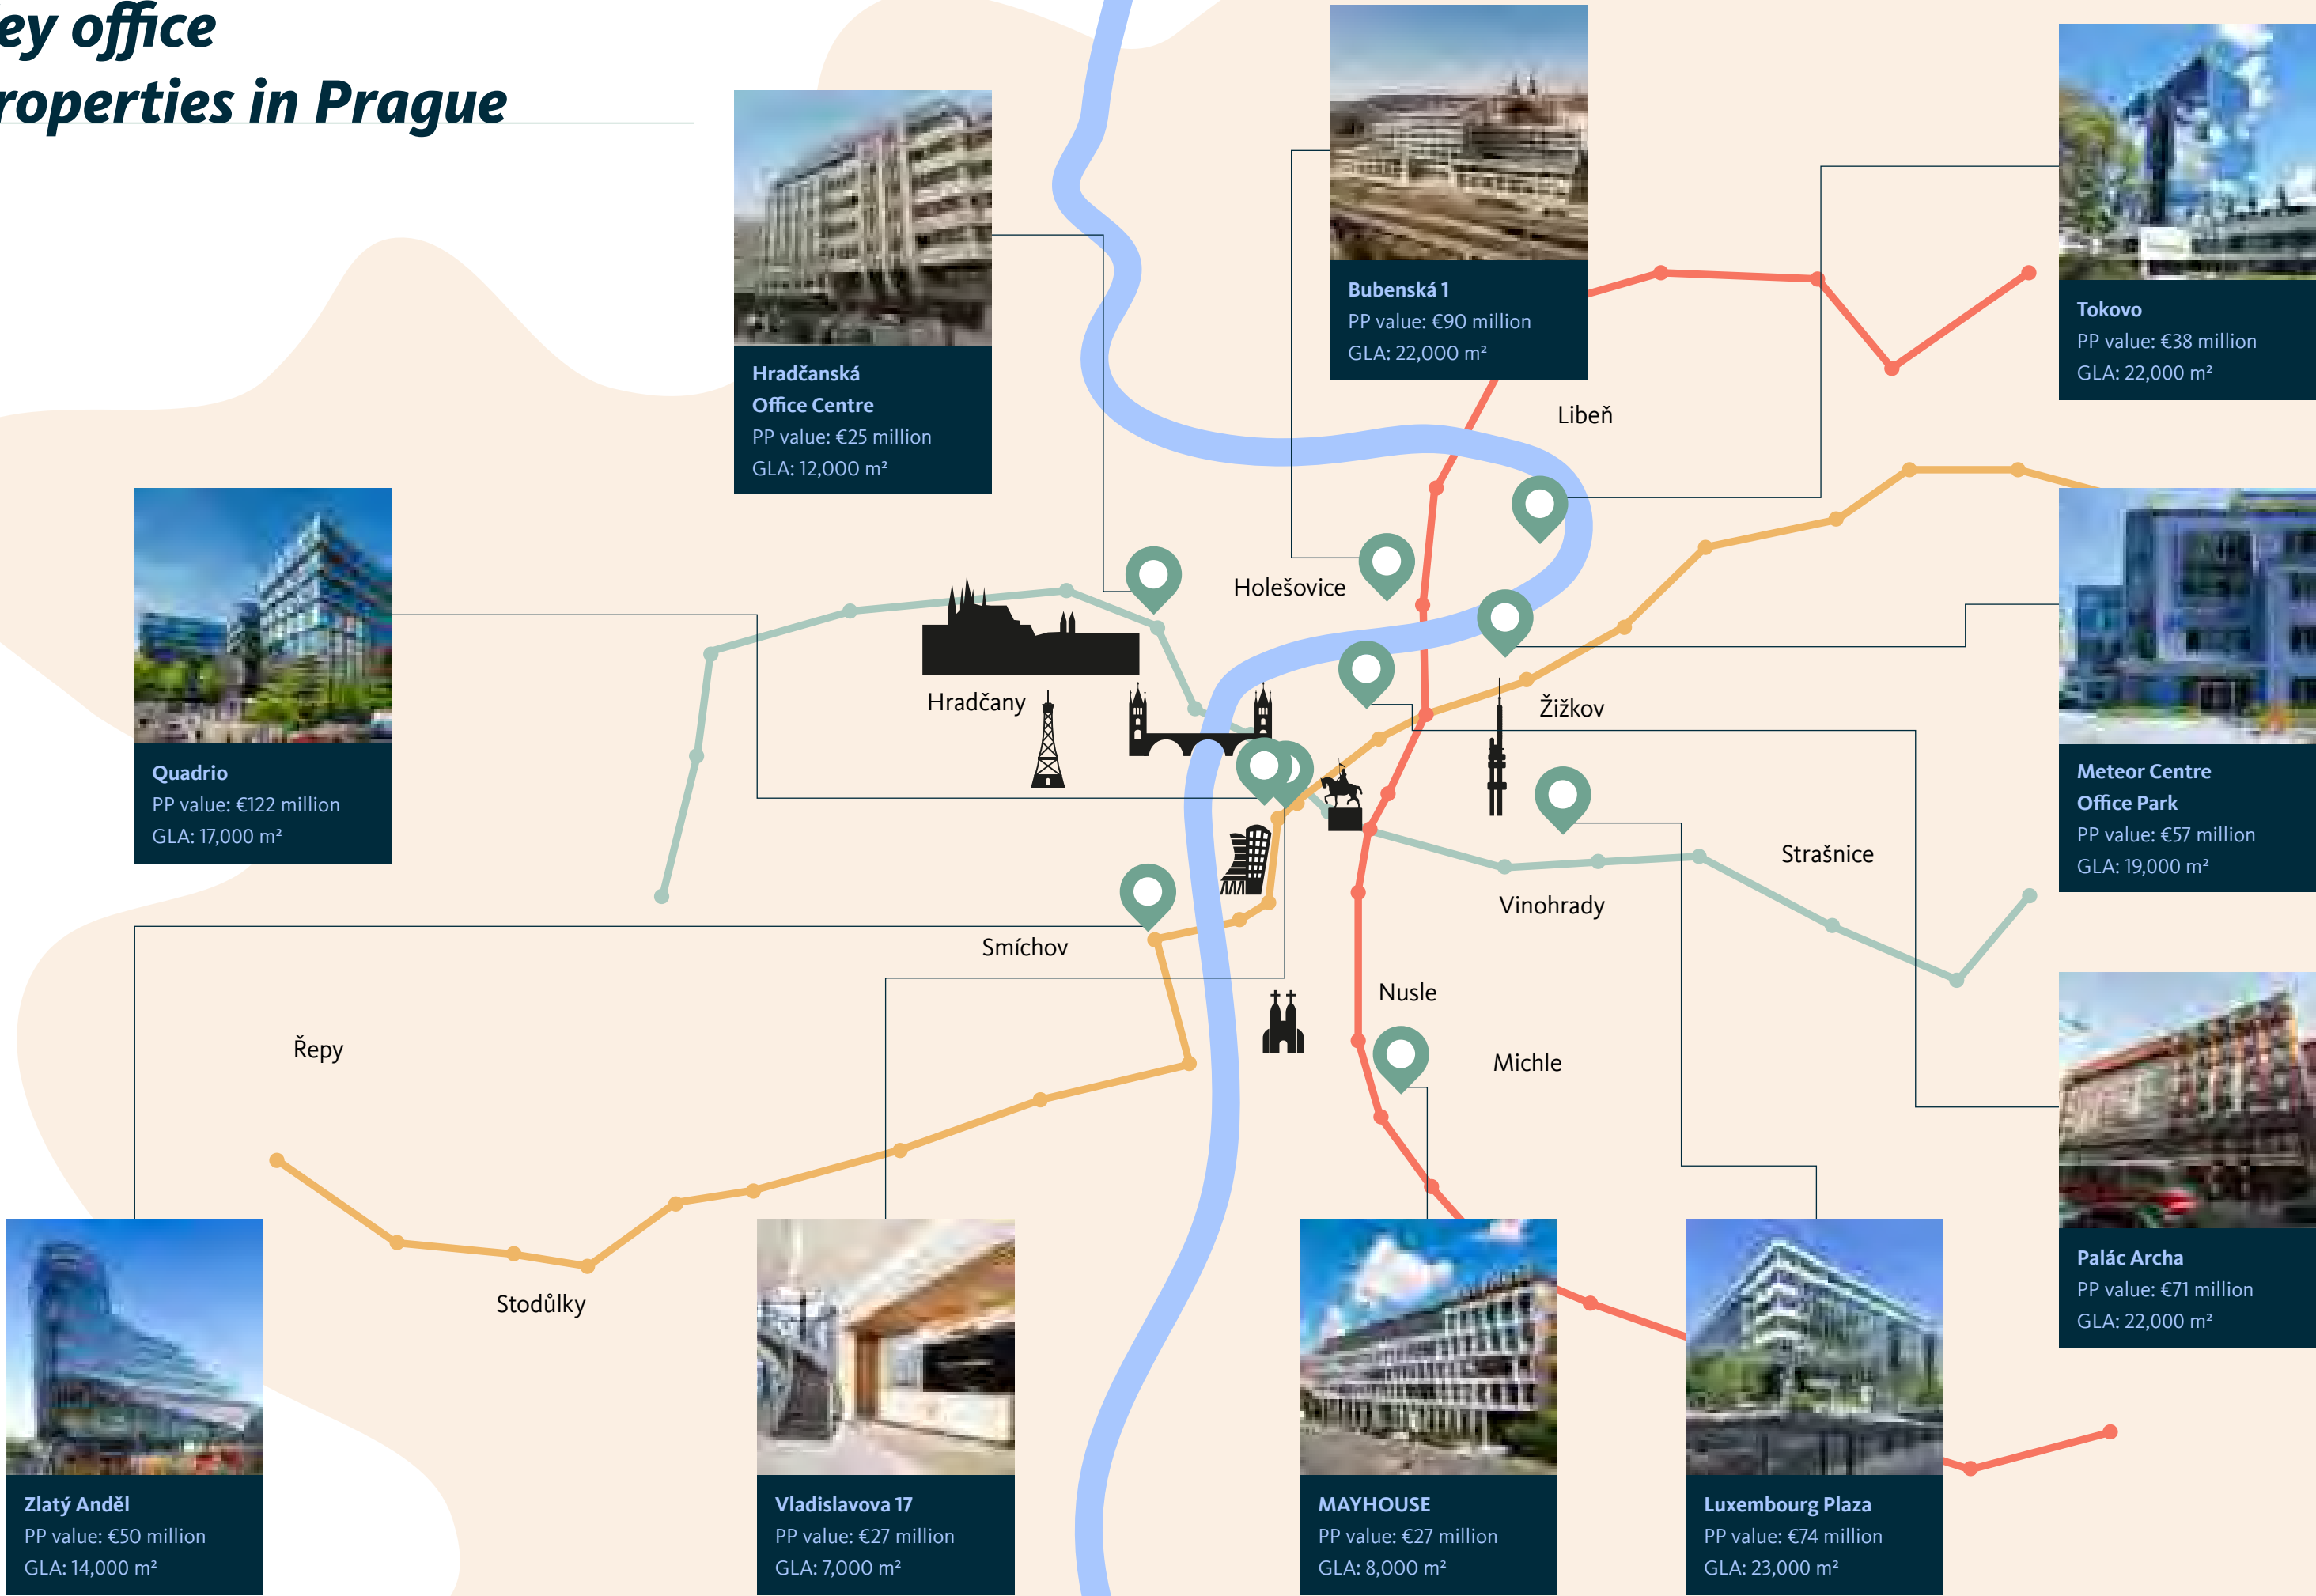 ey office
roperties in Prague
Hradčanská
Office Centre
PP value: €25 million
GLA: 12,000 m²
Bubenská 1
PP value: €90 million
GLA: 22,000 m²
Tokovo
PP value: €38 million
GLA: 22,000 m²
Libeň
Quadrio
PP value: €122 million
GLA: 17,000 m²
Holešovice
Hradčany
Žižkov
Meteor Centre
Office Park
PP value: €57 million
GLA: 19,000 m²
Strašnice
Vinohrady
Smíchov
Nusle
Řepy
Michle
Palác Archa
PP value: €71 million
GLA: 22,000 m²
Stodůlky
Zlatý Anděl
PP value: €50 million
GLA: 14,000 m²
Vladislavova 17
PP value: €27 million
GLA: 7,000 m²
MAYHOUSE
PP value: €27 million
GLA: 8,000 m²
Luxembourg Plaza
PP value: €74 million
GLA: 23,000 m²